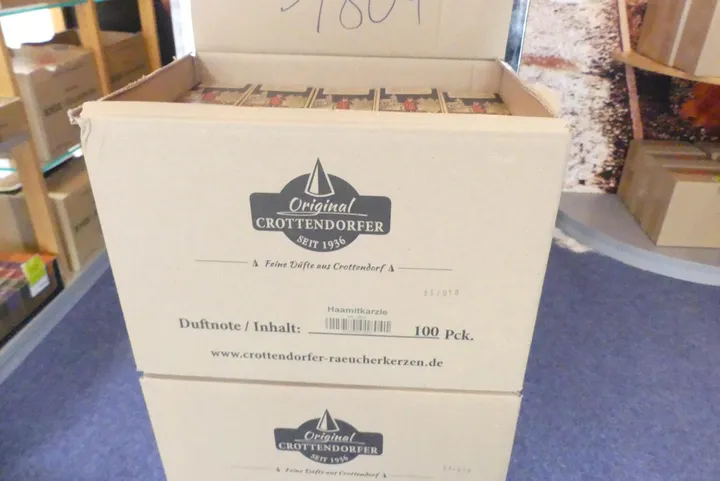 Original
CROTTENDORFER
SEIT 1936
Feine Düfte aus Crottendorf
Haamitkarzle
Duftnote / Inhalt: 100 Pck.
www.crottendorfer-raeucherkerzen.de
Original
CROTTENDORFER
SEIT 1936
Feine Düfte aus Crottendorf